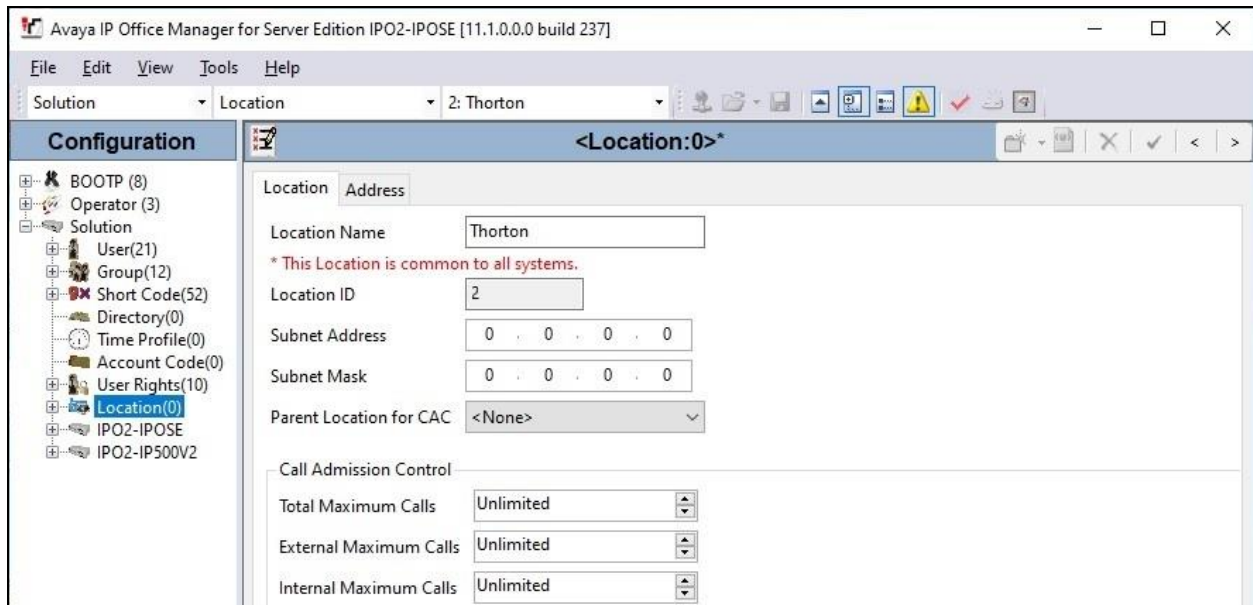 Avaya IP Office Manager for Server Edition IPO2-IPOSE [11.1.0.0.0 build 237]
File Edit View Tools Help
Solution Location 2: Thorton
Configuration
<Location:0>*
BOOTP (8)
Operator (3)
Solution
User(21)
Group(12)
Short Code(52)
Directory(0)
Time Profile(0)
Account Code(0)
User Rights(10)
Location(0)
IPO2-IPOSE
IPO2-IP500V2
Location Address
Location Name Thorton
* This Location is common to all systems.
Location ID 2
Subnet Address 0 . 0 . 0 . 0
Subnet Mask 0 . 0 . 0 . 0
Parent Location for CAC <None>
Call Admission Control
Total Maximum Calls Unlimited
External Maximum Calls Unlimited
Internal Maximum Calls Unlimited